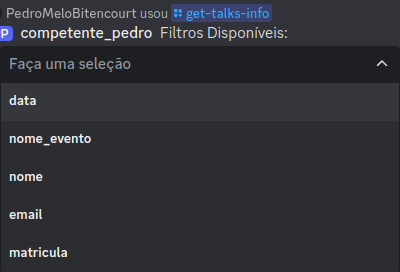 PedroMeloBitencourt usou get-talks-info
P competente_pedro Filtros Disponíveis:
Faça uma seleção
data
nome_evento
nome
email
matricula